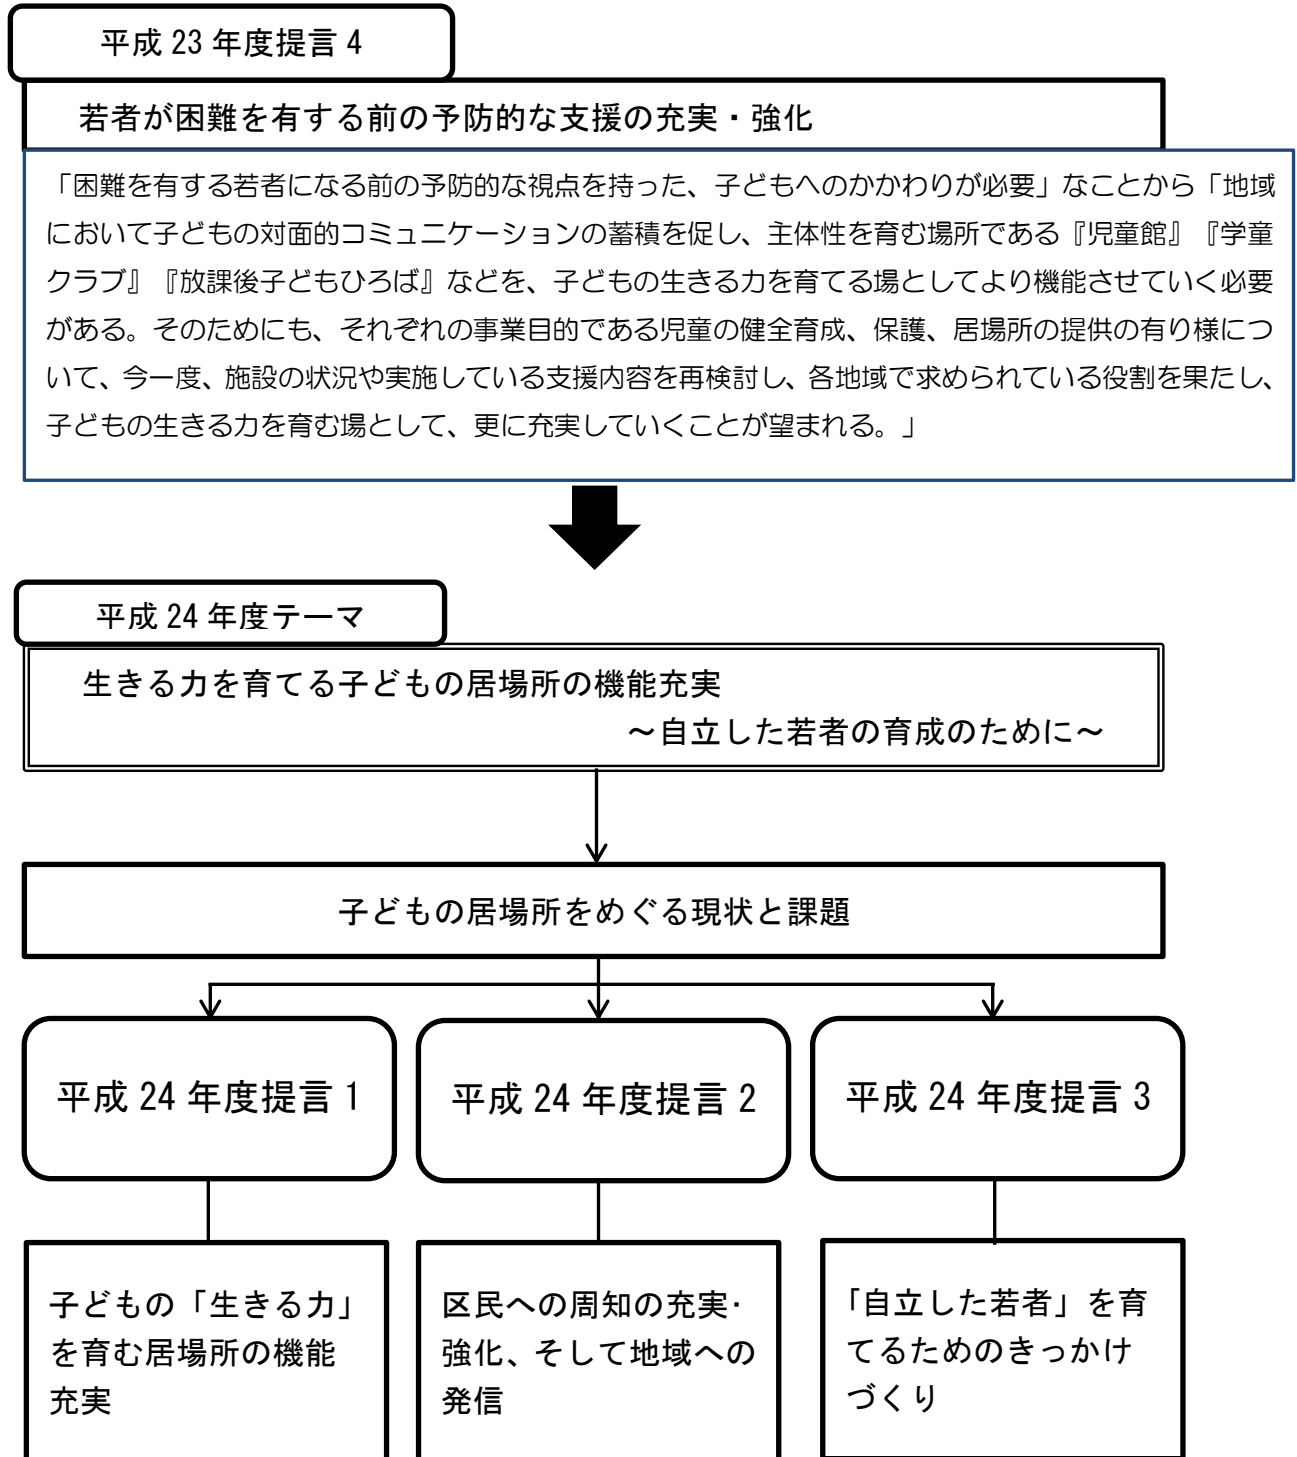 平成 23 年度提言 4
若者が困難を有する前の予防的な支援の充実・強化
「困難を有する若者になる前の予防的な視点を持った、子どもへのかかわりが必要」なことから「地域
において子どもの対面的コミュニケーションの蓄積を促し、主体性を育む場所である『児童館』『学童
クラブ』『放課後子どもひろば』などを、子どもの生きる力を育てる場としてより機能させていく必要
がある。そのためにも、それぞれの事業目的である児童の健全育成、保護、居場所の提供の有り様につ
いて、今一度、施設の状況や実施している支援内容を再検討し、各地域で求められている役割を果たし、
子どもの生きる力を育む場として、更に充実していくことが望まれる。」
平成 24 年度テーマ
生きる力を育てる子どもの居場所の機能充実
～自立した若者の育成のために～
子どもの居場所をめぐる現状と課題
平成 24 年度提言 1
平成 24 年度提言 2
平成 24 年度提言 3
子どもの「生きる力」
を育む居場所の機能
充実
区民への周知の充実・
強化、そして地域への
発信
「自立した若者」を育
てるためのきっかけ
づくり